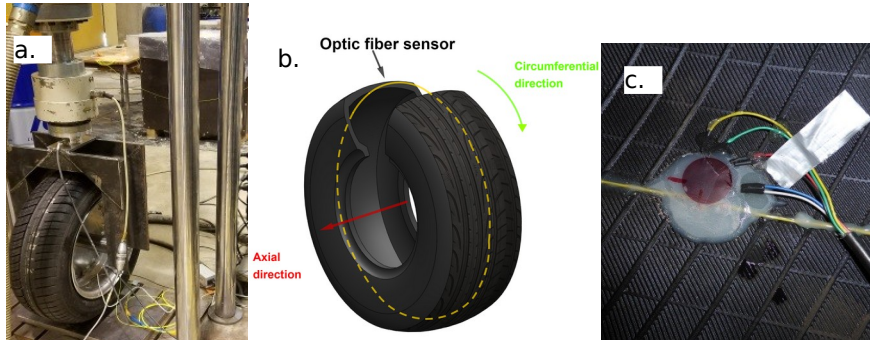 a.
b.
Optic fiber sensor
Circumferential
direction
Axial
direction
c.